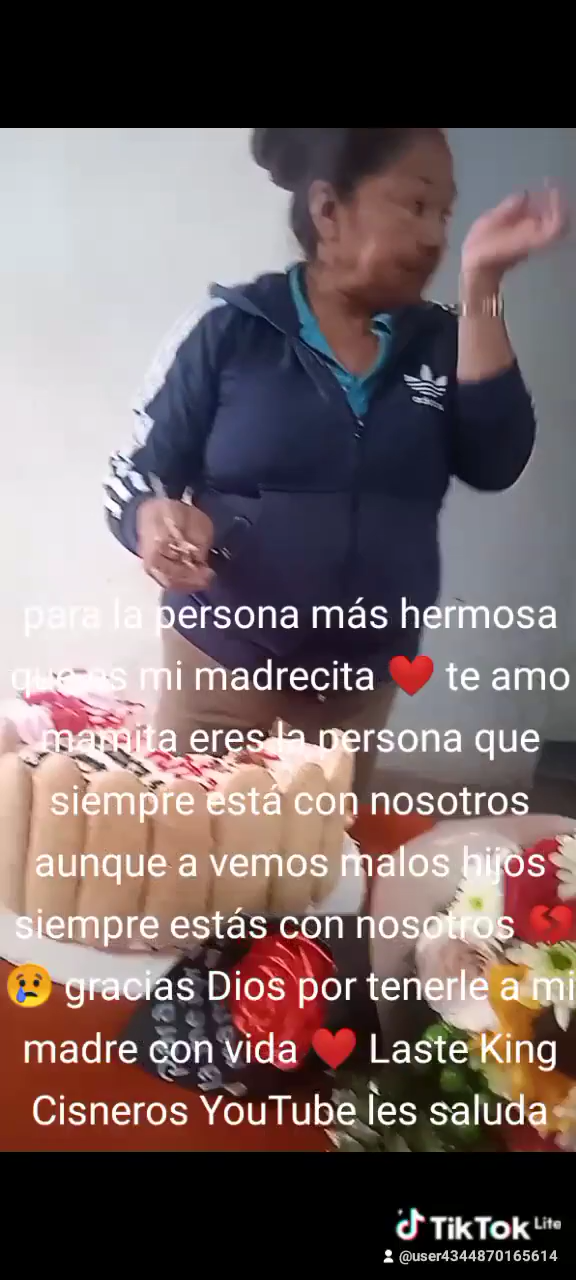 adidas
para la persona más hermosa
que es mi madrecita ❤️ te amo
mamita eres la persona que
siempre está con nosotros
aunque a vemos malos hijos
siempre estás con nosotros 💔
😢 gracias Dios por tenerle a mi
madre con vida ❤️ Laste King
Cisneros YouTube les saluda
TikTok Lite
@user4344870165614